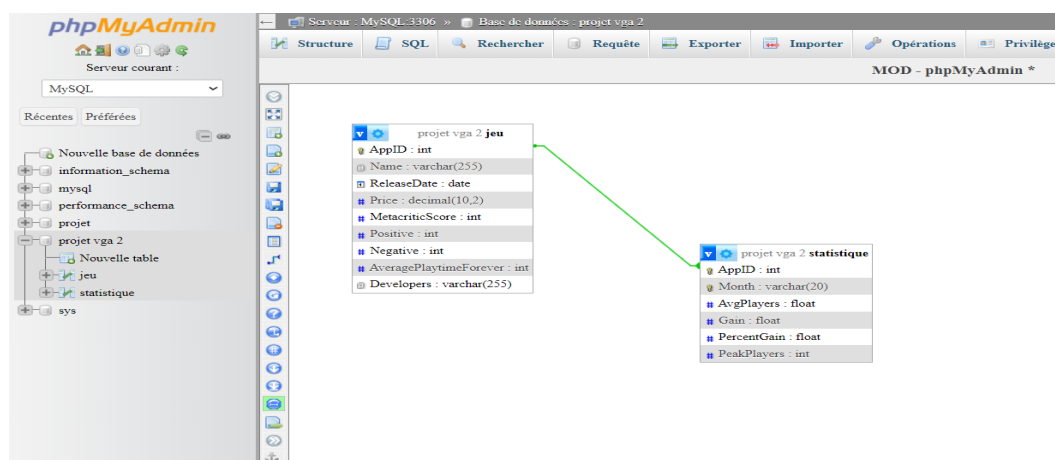 phpMyAdmin
Serveur courant :
MySQL
Récentes Préférées
Nouvelle base de données
information_schema
mysql
performance_schema
projet
projet vga 2
Nouvelle table
jeu
statistique
sys
Serveur : MySQL:3306 » Base de données : projet vga 2
Structure SQL Rechercher Requête Exporter Importer Opérations Privilège
MOD - phpMyAdmin *
projet vga 2 jeu
AppID : int
Name : varchar(255)
ReleaseDate : date
Price : decimal(10,2)
MetacriticScore : int
Positive : int
Negative : int
AveragePlaytimeForever : int
Developers : varchar(255)
projet vga 2 statistique
AppID : int
Month : varchar(20)
AvgPlayers : float
Gain : float
PercentGain : float
PeakPlayers : int